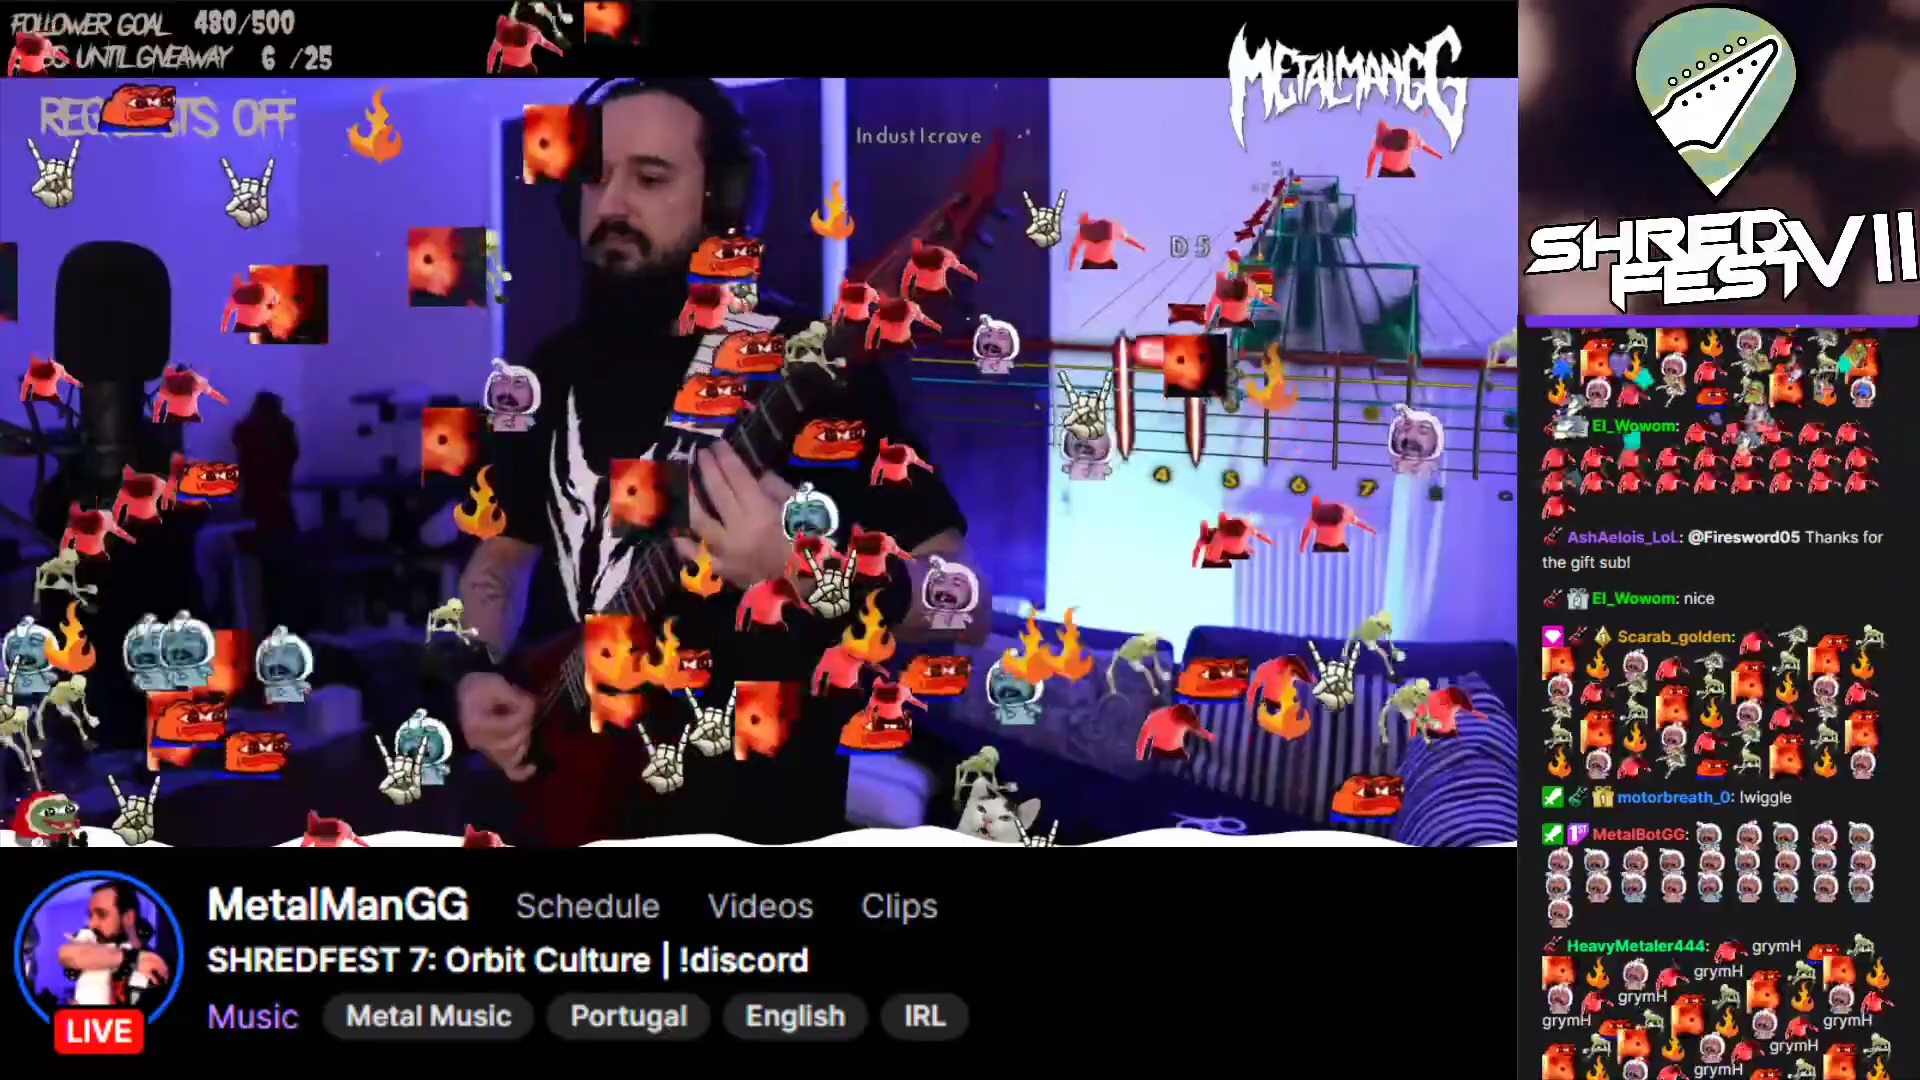 FOLLOWER GOAL 480/500
UNTIL GIVEAWAY 6 /25
OFF
METALMANGG
In dust I crave
D 5
4 5 6 7
SHRED
FEST VII
MetalManGG Schedule Videos Clips
SHREDFEST 7: Orbit Culture | !discord
Music Metal Music Portugal English IRL
LIVE
El_Wowom:
AshAelois_LoL: @Firesword05 Thanks for
the gift sub!
El_Wowom: nice
Scarab_golden:
motorbreath_0: !wiggle
1ST MetalBotGG:
HeavyMetaler444: grymH
grymH
grymH
grymH grymH
grymH
grymH